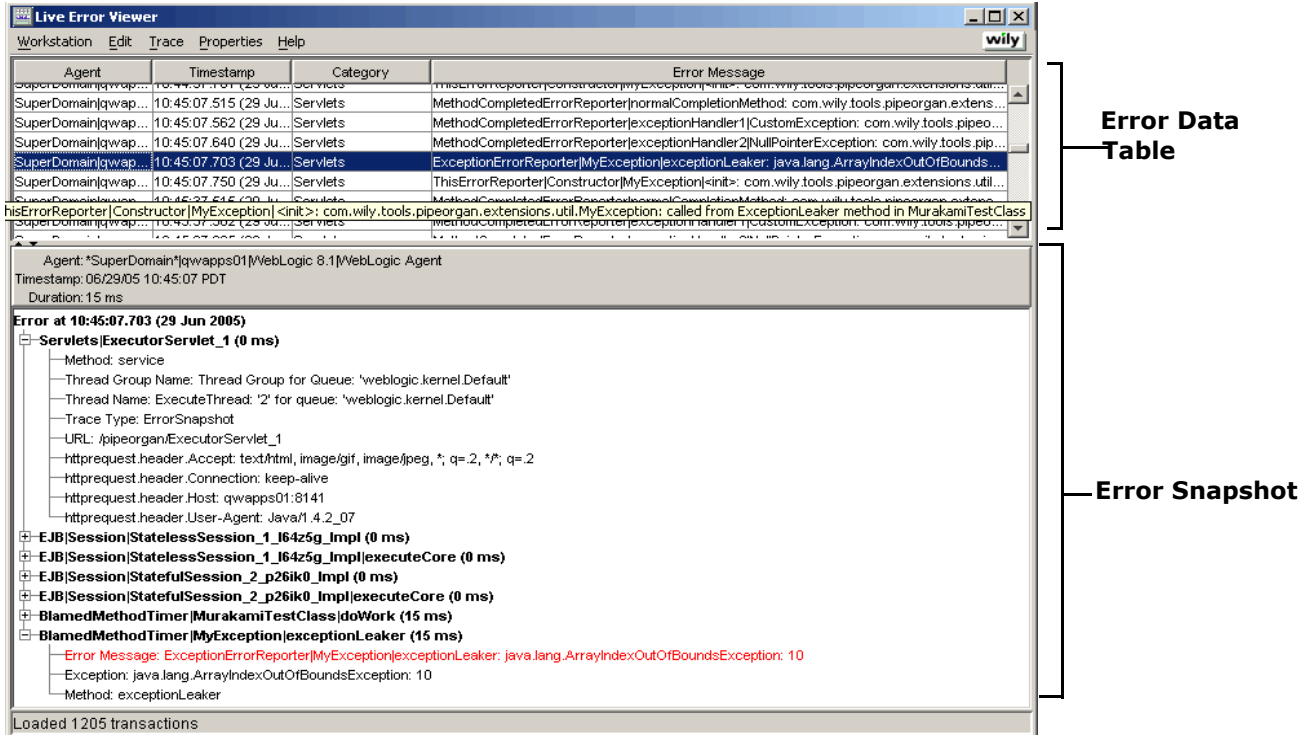 Live Error Viewer
Workstation Edit Trace Properties Help wily
Agent Timestamp Category Error Message
SuperDomain|qwap... 10:45:07.515 (29 Ju... Servlets MethodCompletedErrorReporter|normalCompletionMethod: com.wily.tools.pipeorgan.extens...
SuperDomain|qwap... 10:45:07.562 (29 Ju... Servlets MethodCompletedErrorReporter|exceptionHandler1|CustomException: com.wily.tools.pipeo...
SuperDomain|qwap... 10:45:07.640 (29 Ju... Servlets MethodCompletedErrorReporter|exceptionHandler2|NullPointerException: com.wily.tools.pip...
SuperDomain|qwap... 10:45:07.703 (29 Ju... Servlets ExceptionErrorReporter|MyException|exceptionLeaker: java.lang.ArrayIndexOutOfBounds...
SuperDomain|qwap... 10:45:07.750 (29 Ju... Servlets ThisErrorReporter|Constructor|MyException|<init>: com.wily.tools.pipeorgan.extensions.util...
hisErrorReporter|Constructor|MyException| <init>: com.wily.tools.pipeorgan.extensions.util.MyException: called from ExceptionLeaker method in MurakamiTestClass
Error Data
Table
Agent: *SuperDomain*|qwapps01|WebLogic 8.1|WebLogic Agent
Timestamp: 06/29/05 10:45:07 PDT
Duration: 15 ms
Error at 10:45:07.703 (29 Jun 2005)
Servlets|ExecutorServlet_1 (0 ms)
Method: service
Thread Group Name: Thread Group for Queue: 'weblogic.kernel.Default'
Thread Name: ExecuteThread: '2' for queue: 'weblogic.kernel.Default'
Trace Type: ErrorSnapshot
URL: /pipeorgan/ExecutorServlet_1
httprequest.header.Accept: text/html, image/gif, image/jpeg, *; q=.2, */*; q=.2
httprequest.header.Connection: keep-alive
httprequest.header.Host: qwapps01:8141
httprequest.header.User-Agent: Java/1.4.2_07
EJB|Session|StatelessSession_1_l64z5g_Impl (0 ms)
EJB|Session|StatelessSession_1_l64z5g_Impl|executeCore (0 ms)
EJB|Session|StatefulSession_2_p26ik0_Impl (0 ms)
EJB|Session|StatefulSession_2_p26ik0_Impl|executeCore (0 ms)
BlamedMethodTimer|MurakamiTestClass|doWork (15 ms)
BlamedMethodTimer|MyException|exceptionLeaker (15 ms)
Error Message: ExceptionErrorReporter|MyException|exceptionLeaker: java.lang.ArrayIndexOutOfBoundsException: 10
Exception: java.lang.ArrayIndexOutOfBoundsException: 10
Method: exceptionLeaker
Error Snapshot
Loaded 1205 transactions